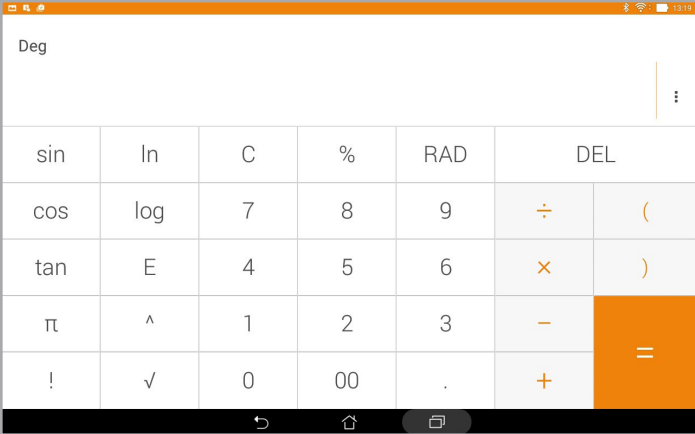 13:19
Deg
sin ln C % RAD DEL
cos log 7 8 9 ÷ (
tan E 4 5 6 × )
π ^ 1 2 3 −
! √ 0 00 . + =